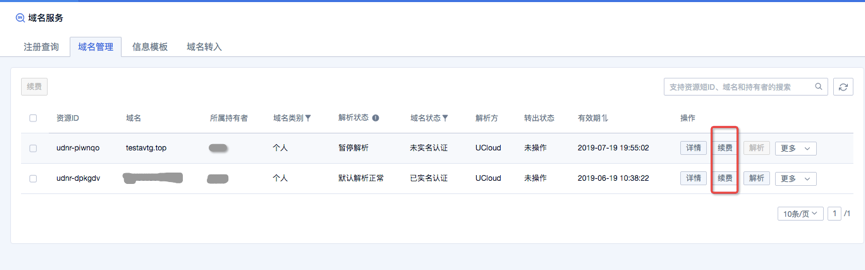 域名服务
注册查询 域名管理 信息模板 域名转入
续费 支持资源短ID、域名和持有者的搜索
资源ID 域名 所属持有者 域名类别 解析状态 域名状态 解析方 转出状态 有效期 操作
udnr-piwnqo testavtg.top 个人 暂停解析 未实名认证 UCloud 未操作 2019-07-19 19:55:02 详情 续费 解析 更多
udnr-dpkgdv 个人 默认解析正常 已实名认证 UCloud 未操作 2019-06-19 10:38:22 详情 续费 解析 更多
10条/页 1 /1